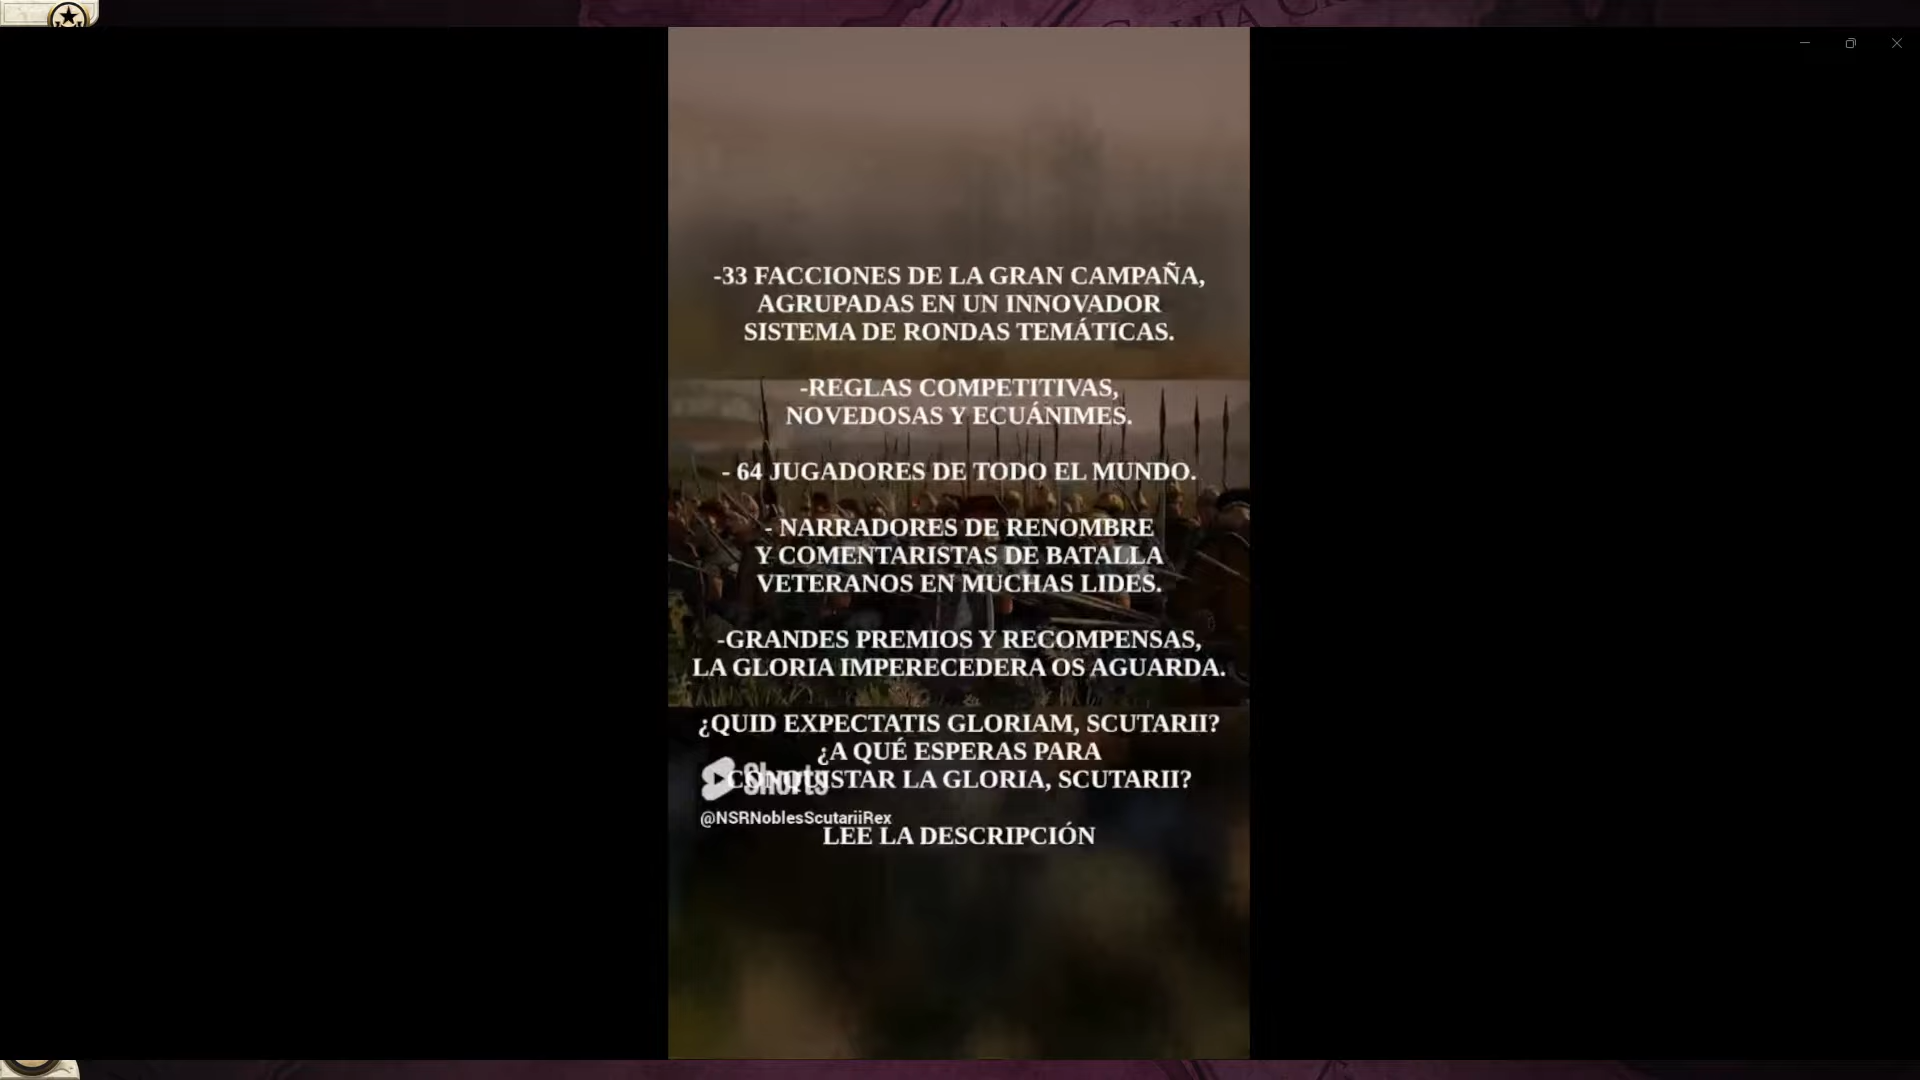 -33 FACCIONES DE LA GRAN CAMPAÑA,
AGRUPADAS EN UN INNOVADOR
SISTEMA DE RONDAS TEMÁTICAS.
-REGLAS COMPETITIVAS,
NOVEDOSAS Y ECUÁNIMES.
- 64 JUGADORES DE TODO EL MUNDO.
- NARRADORES DE RENOMBRE
Y COMENTARISTAS DE BATALLA
VETERANOS EN MUCHAS LIDES.
-GRANDES PREMIOS Y RECOMPENSAS,
LA GLORIA IMPERECEDERA OS AGUARDA.
¿QUID EXPECTATIS GLORIAM, SCUTARII?
¿A QUÉ ESPERAS PARA
CONQUISTAR LA GLORIA, SCUTARII?
Shorts
@NSRNoblesScutariiRex
LEE LA DESCRIPCIÓN